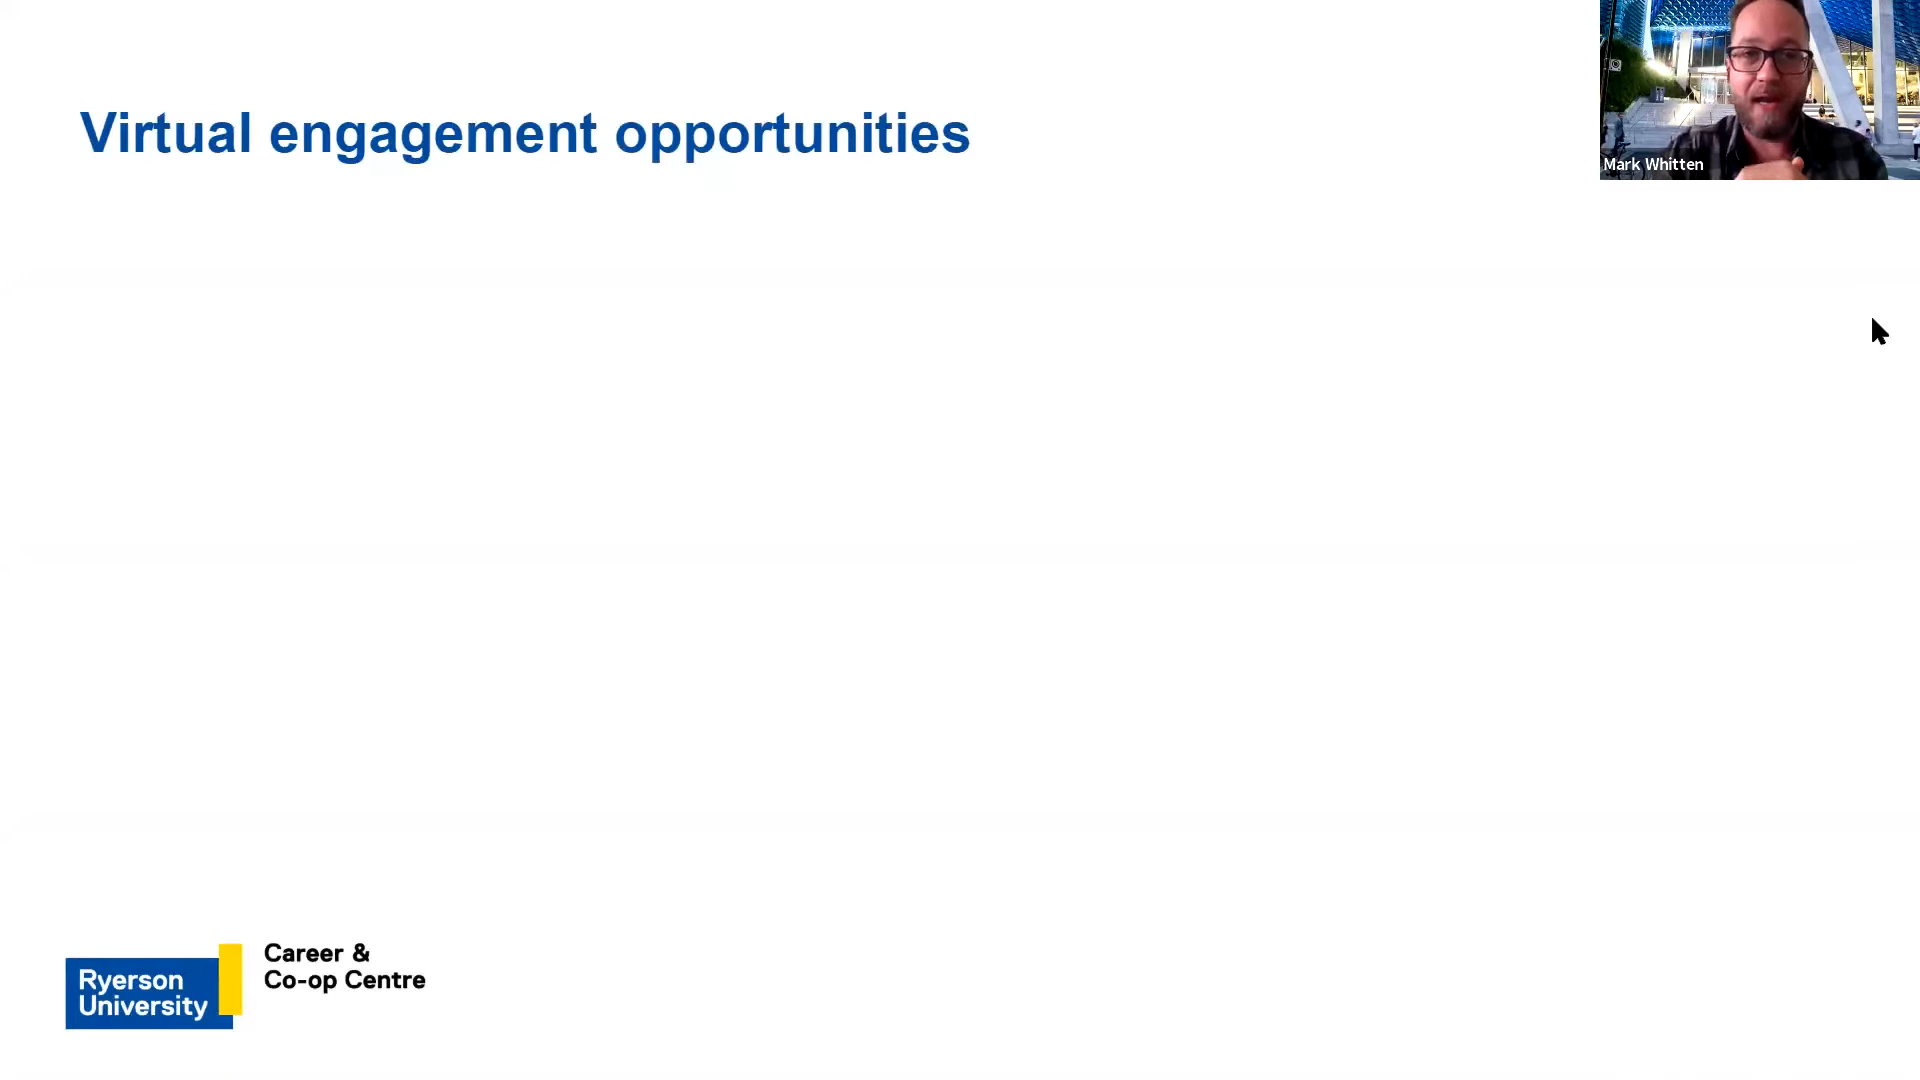 Virtual engagement opportunities
Mark Whitten
Career &
Co-op Centre
Ryerson
University